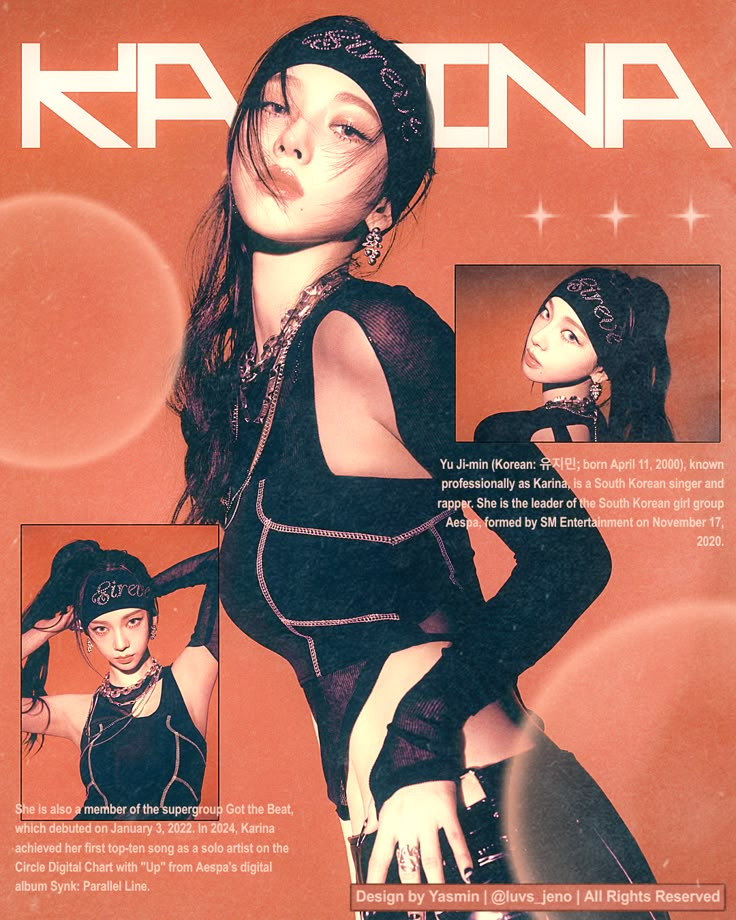 KARINA
Yu Ji-min (Korean: 유지민; born April 11, 2000), known
professionally as Karina, is a South Korean singer and
rapper. She is the leader of the South Korean girl group
Aespa, formed by SM Entertainment on November 17,
2020.
She is also a member of the supergroup Got the Beat,
which debuted on January 3, 2022. In 2024, Karina
achieved her first top-ten song as a solo artist on the
Circle Digital Chart with "Up" from Aespa's digital
album Synk: Parallel Line.
Design by Yasmin | @luvs_jeno | All Rights Reserved